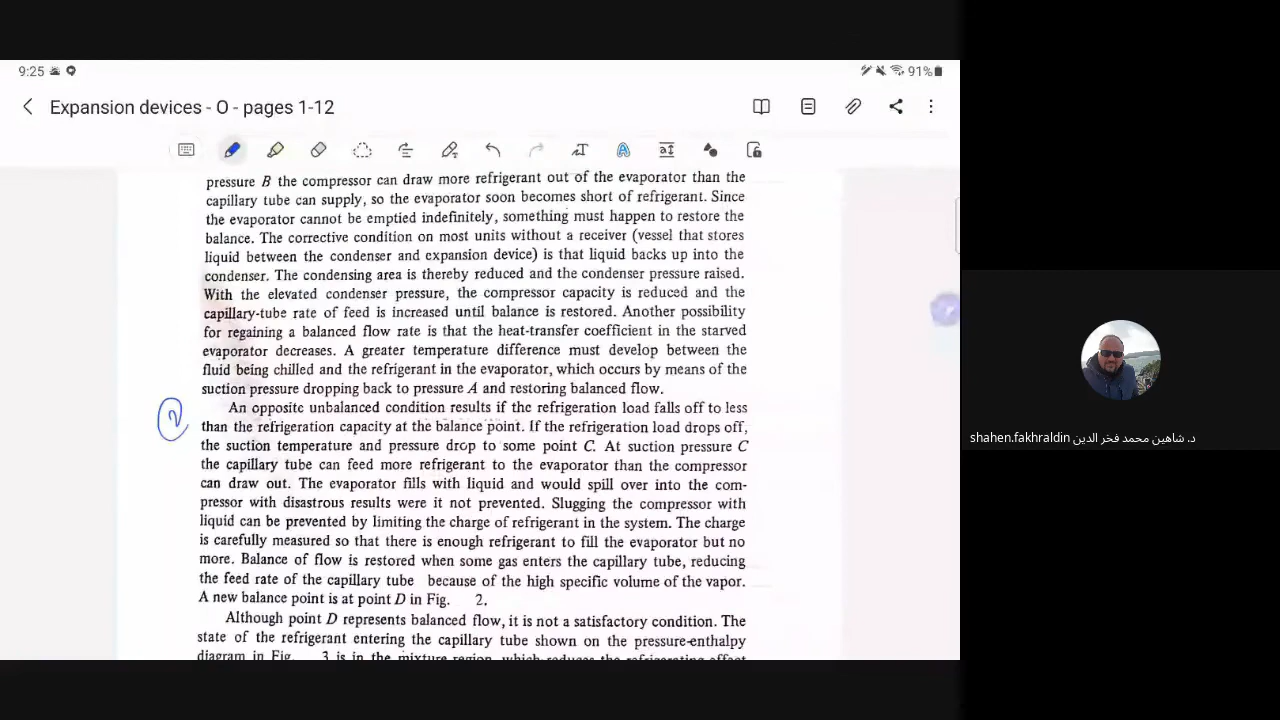 9:25
91%
Expansion devices - O - pages 1-12
pressure B the compressor can draw more refrigerant out of the evaporator than the
capillary tube can supply, so the evaporator soon becomes short of refrigerant. Since
the evaporator cannot be emptied indefinitely, something must happen to restore the
balance. The corrective condition on most units without a receiver (vessel that stores
liquid between the condenser and expansion device) is that liquid backs up into the
condenser. The condensing area is thereby reduced and the condenser pressure raised.
With the elevated condenser pressure, the compressor capacity is reduced and the
capillary-tube rate of feed is increased until balance is restored. Another possibility
for regaining a balanced flow rate is that the heat-transfer coefficient in the starved
evaporator decreases. A greater temperature difference must develop between the
fluid being chilled and the refrigerant in the evaporator, which occurs by means of the
suction pressure dropping back to pressure A and restoring balanced flow.
An opposite unbalanced condition results if the refrigeration load falls off to less
than the refrigeration capacity at the balance point. If the refrigeration load drops off,
the suction temperature and pressure drop to some point C. At suction pressure C
the capillary tube can feed more refrigerant to the evaporator than the compressor
can draw out. The evaporator fills with liquid and would spill over into the com-
pressor with disastrous results were it not prevented. Slugging the compressor with
liquid can be prevented by limiting the charge of refrigerant in the system. The charge
is carefully measured so that there is enough refrigerant to fill the evaporator but no
more. Balance of flow is restored when some gas enters the capillary tube, reducing
the feed rate of the capillary tube because of the high specific volume of the vapor.
A new balance point is at point D in Fig. 2.
Although point D represents balanced flow, it is not a satisfactory condition. The
state of the refrigerant entering the capillary tube shown on the pressure-enthalpy
diagram in Fig. 3 is in the mixture region, which reduces the refrigerating effect
shahen.fakhraldin د. شاهين محمد فخر الدين